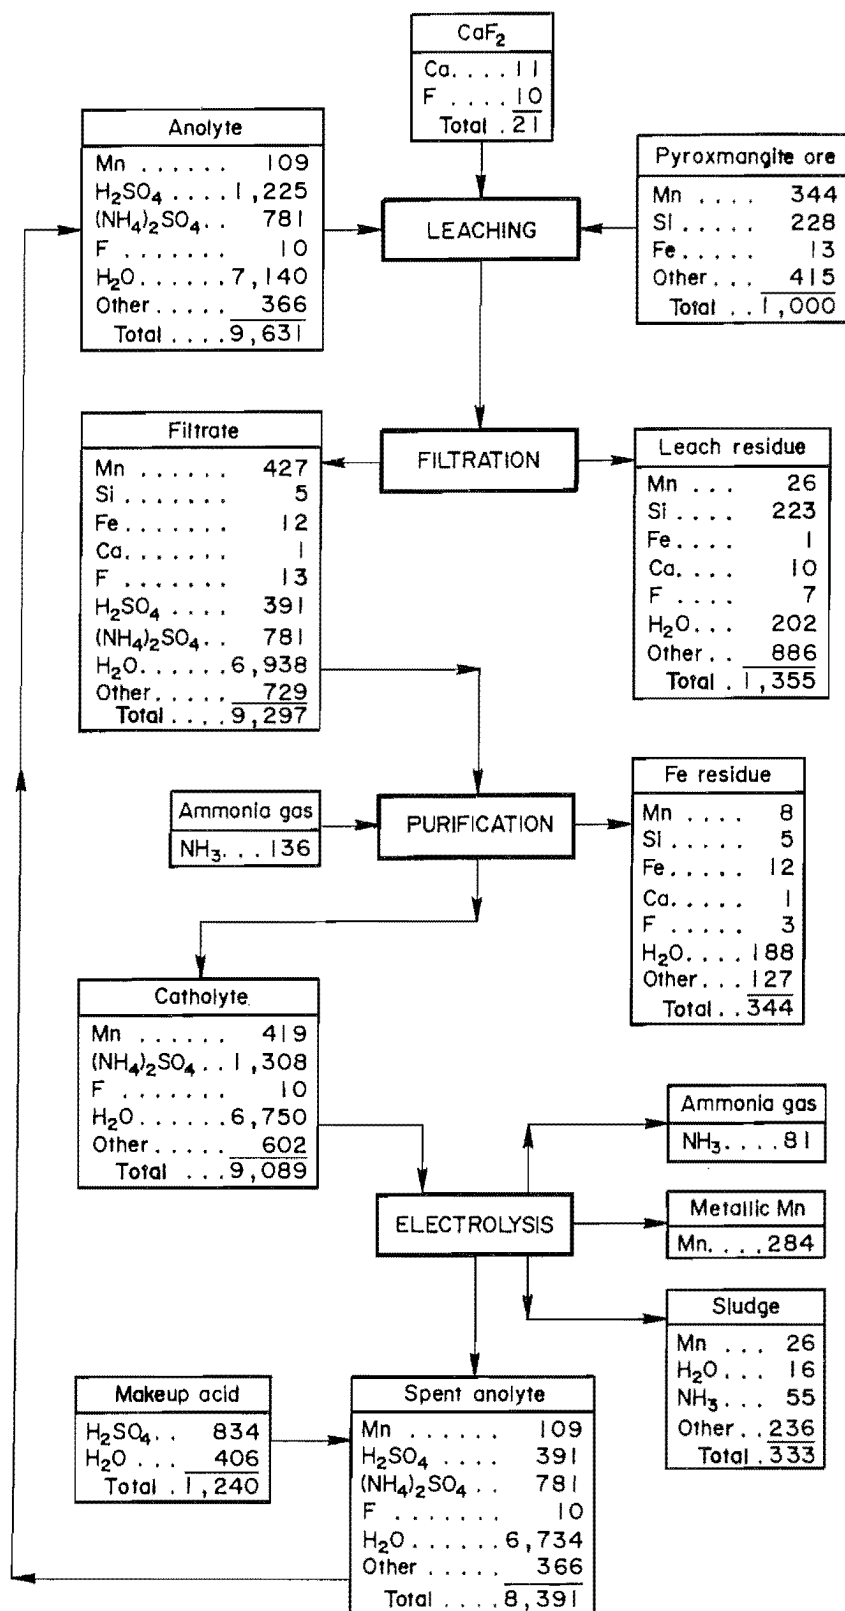 CaF₂
Ca.... 11
F .... 10
Total . 21
Anolyte
Mn ...... 109
H₂SO₄ .... 1,225
(NH₄)₂SO₄.. 781
F ....... 10
H₂O...... 7,140
Other ..... 366
Total .... 9,631
LEACHING
Pyroxmangite ore
Mn .... 344
Si ..... 228
Fe..... 13
Other ... 415
Total .. 1,000
Filtrate
Mn ...... 427
Si ....... 5
Fe....... 12
Ca....... 1
F ....... 13
H₂SO₄ .... 391
(NH₄)₂SO₄.. 781
H₂O...... 6,938
Other..... 729
Total .... 9,297
FILTRATION
Leach residue
Mn ... 26
Si .... 223
Fe.... 1
Ca.... 10
F .... 7
H₂O... 202
Other .. 886
Total . 1,355
Ammonia gas
NH₃... 136
PURIFICATION
Fe residue
Mn .... 8
Si ..... 5
Fe..... 12
Ca..... 1
F ..... 3
H₂O.... 188
Other... 127
Total .. 344
Catholyte
Mn ...... 419
(NH₄)₂SO₄.. 1,308
F ....... 10
H₂O...... 6,750
Other..... 602
Total ... 9,089
ELECTROLYSIS
Ammonia gas
NH₃.... 81
Metallic Mn
Mn.... 284
Sludge
Mn ... 26
H₂O... 16
NH₃... 55
Other .. 236
Total . 333
Makeup acid
H₂SO₄.. 834
H₂O ... 406
Total . 1,240
Spent anolyte
Mn ...... 109
H₂SO₄ .... 391
(NH₄)₂SO₄ .. 781
F ....... 10
H₂O...... 6,734
Other ..... 366
Total .... 8,391